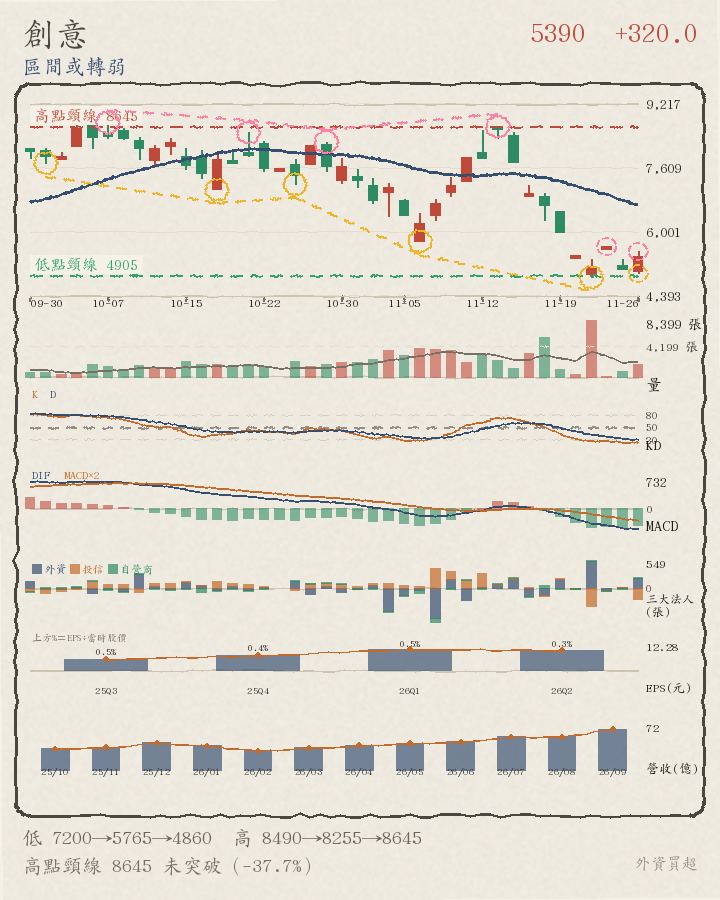 創意
5390 +320.0
區間或轉弱
高點頸線 8645
9,217
7,609
6,001
低點頸線 4905
4,393
09-30 10-07 10-15 10-22 10-30 11-05 11-12 11-19 11-26
8,399 張
4,199 張
量
K D
80
50
20
KD
DIF MACD×2
732
0
MACD
外資 投信 自營商
549
0
三大法人
(張)
上方%=EPS÷當時股價
0.5% 0.4% 0.5% 0.3%
12.28
25Q3 25Q4 26Q1 26Q2
EPS(元)
72
25/10 25/11 25/12 26/01 26/02 26/03 26/04 26/05 26/06 26/07 26/08 26/09
營收(億)
低 7200→5765→4860 高 8490→8255→8645
高點頸線 8645 未突破 (-37.7%)
外資買超